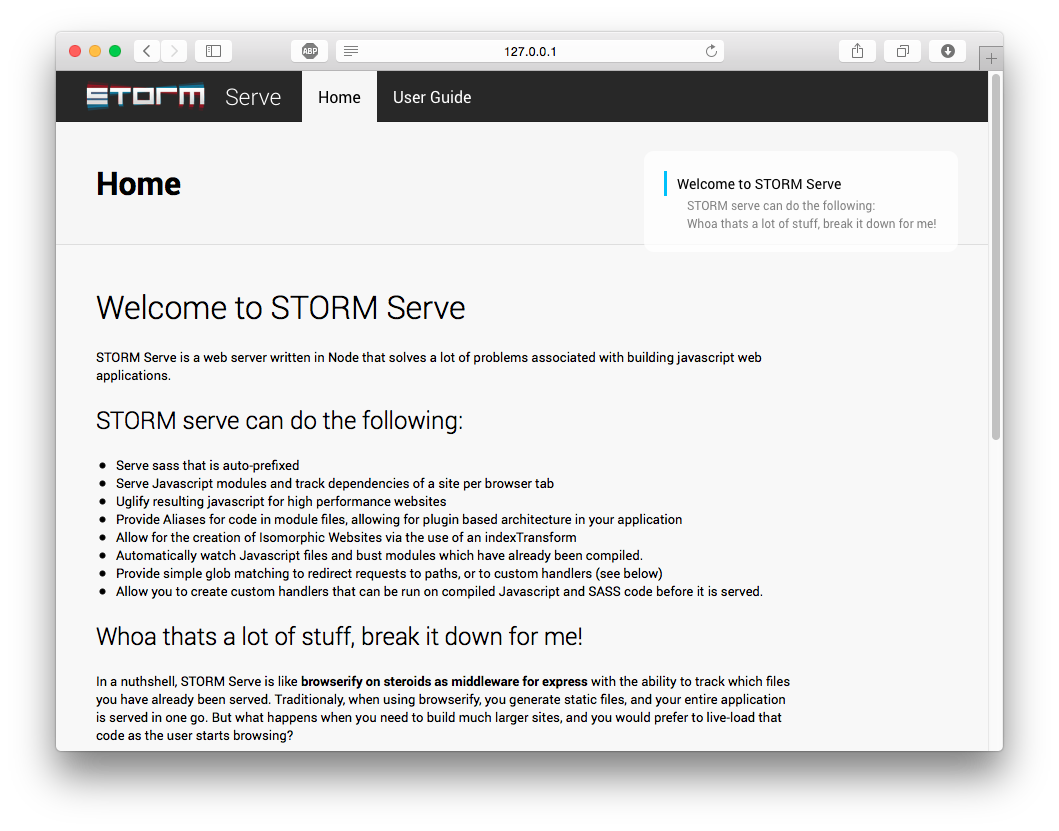 ABP
127.0.0.1
STORM Serve Home User Guide
Home
Welcome to STORM Serve
STORM serve can do the following:
Whoa thats a lot of stuff, break it down for me!
Welcome to STORM Serve
STORM Serve is a web server written in Node that solves a lot of problems associated with building javascript web
applications.
STORM serve can do the following:
Serve sass that is auto-prefixed
Serve Javascript modules and track dependencies of a site per browser tab
Uglify resulting javascript for high performance websites
Provide Aliases for code in module files, allowing for plugin based architecture in your application
Allow for the creation of Isomorphic Websites via the use of an indexTransform
Automatically watch Javascript files and bust modules which have already been compiled.
Provide simple glob matching to redirect requests to paths, or to custom handlers (see below)
Allow you to create custom handlers that can be run on compiled Javascript and SASS code before it is served.
Whoa thats a lot of stuff, break it down for me!
In a nuthshell, STORM Serve is like browserify on steroids as middleware for express with the ability to track which files
you have already been served. Traditionaly, when using browserify, you generate static files, and your entire application
is served in one go. But what happens when you need to build much larger sites, and you would prefer to live-load that
code as the user starts browsing?